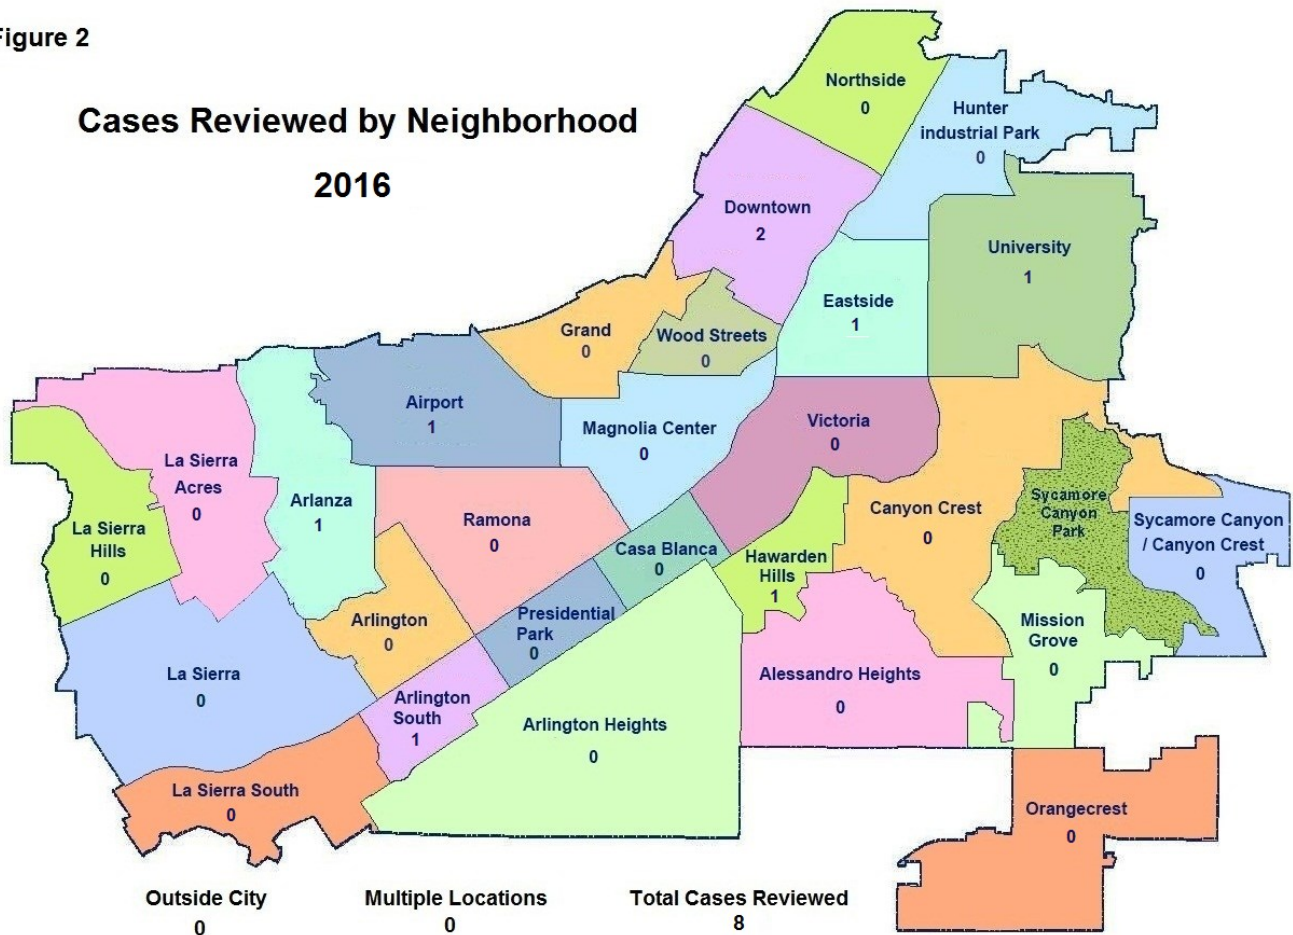 Figure 2
Cases Reviewed by Neighborhood
2016
Northside
0
Hunter
industrial Park
0
Downtown
2
University
1
Eastside
1
Grand
0
Wood Streets
0
Airport
1
Magnolia Center
0
Victoria
0
La Sierra
Acres
0
Arlanza
1
Ramona
0
Canyon Crest
0
Sycamore
Canyon
Park
Sycamore Canyon
/ Canyon Crest
0
La Sierra
Hills
0
Casa Blanca
0
Hawarden
Hills
1
Arlington
0
Presidential
Park
0
Mission
Grove
0
La Sierra
0
Arlington
South
1
Alessandro Heights
0
Arlington Heights
0
La Sierra South
0
Orangecrest
0
Outside City
0
Multiple Locations
0
Total Cases Reviewed
8